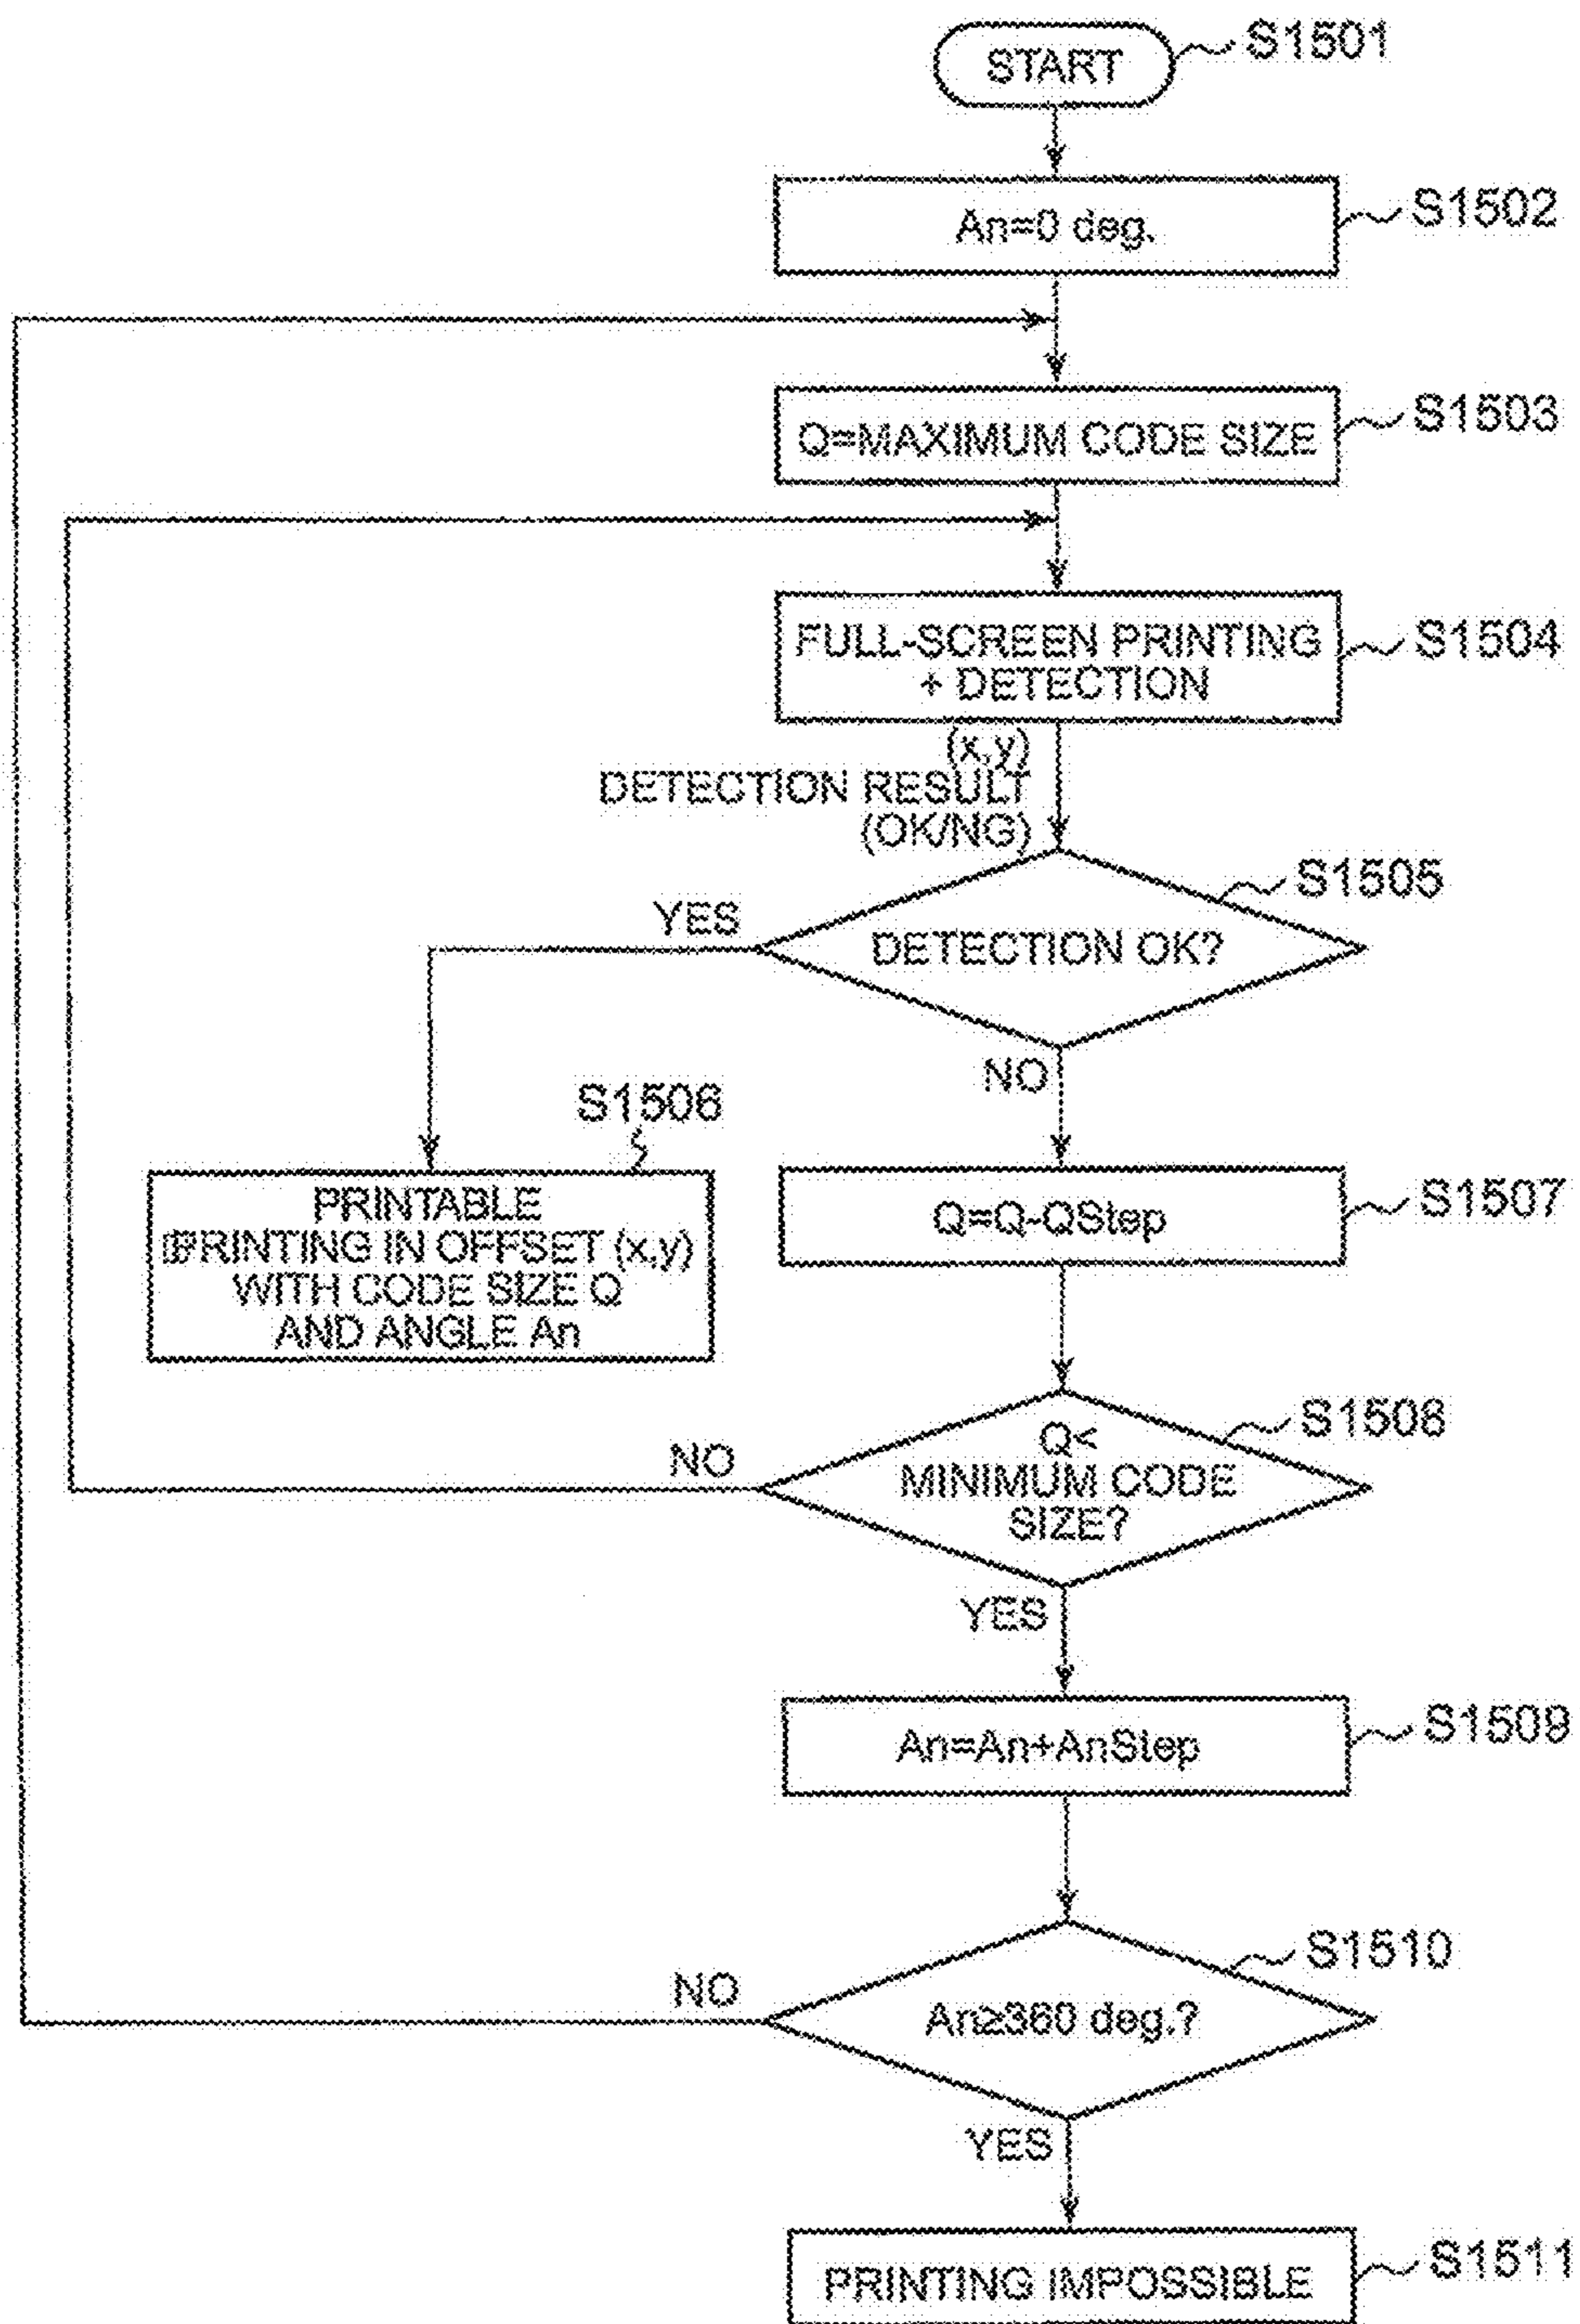 START
S1501
An=0 deg.
S1502
Q=MAXIMUM CODE SIZE
S1503
FULL-SCREEN PRINTING
+ DETECTION
S1504
(x,y)
DETECTION RESULT
(OK/NG)
S1505
DETECTION OK?
YES
NO
S1506
PRINTABLE
PRINTING IN OFFSET (x,y)
WITH CODE SIZE Q
AND ANGLE An
Q=Q-QStep
S1507
S1508
Q<
MINIMUM CODE
SIZE?
NO
YES
An=An+AnStep
S1509
S1510
An≥360 deg.?
NO
YES
PRINTING IMPOSSIBLE
S1511